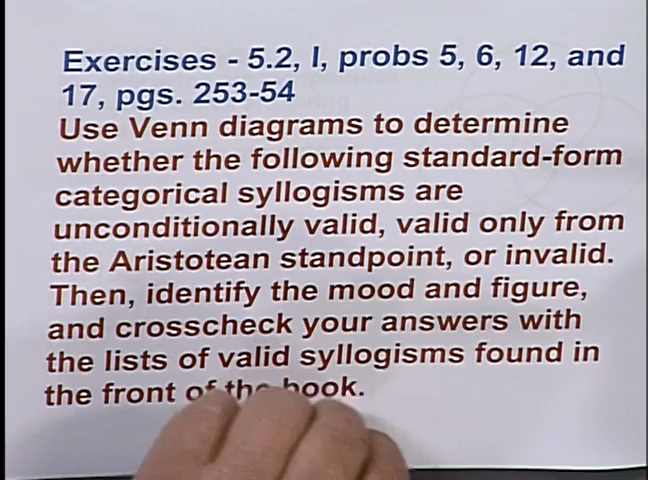 Exercises - 5.2, I, probs 5, 6, 12, and
17, pgs. 253-54
Use Venn diagrams to determine
whether the following standard-form
categorical syllogisms are
unconditionally valid, valid only from
the Aristotean standpoint, or invalid.
Then, identify the mood and figure,
and crosscheck your answers with
the lists of valid syllogisms found in
the front of the book.